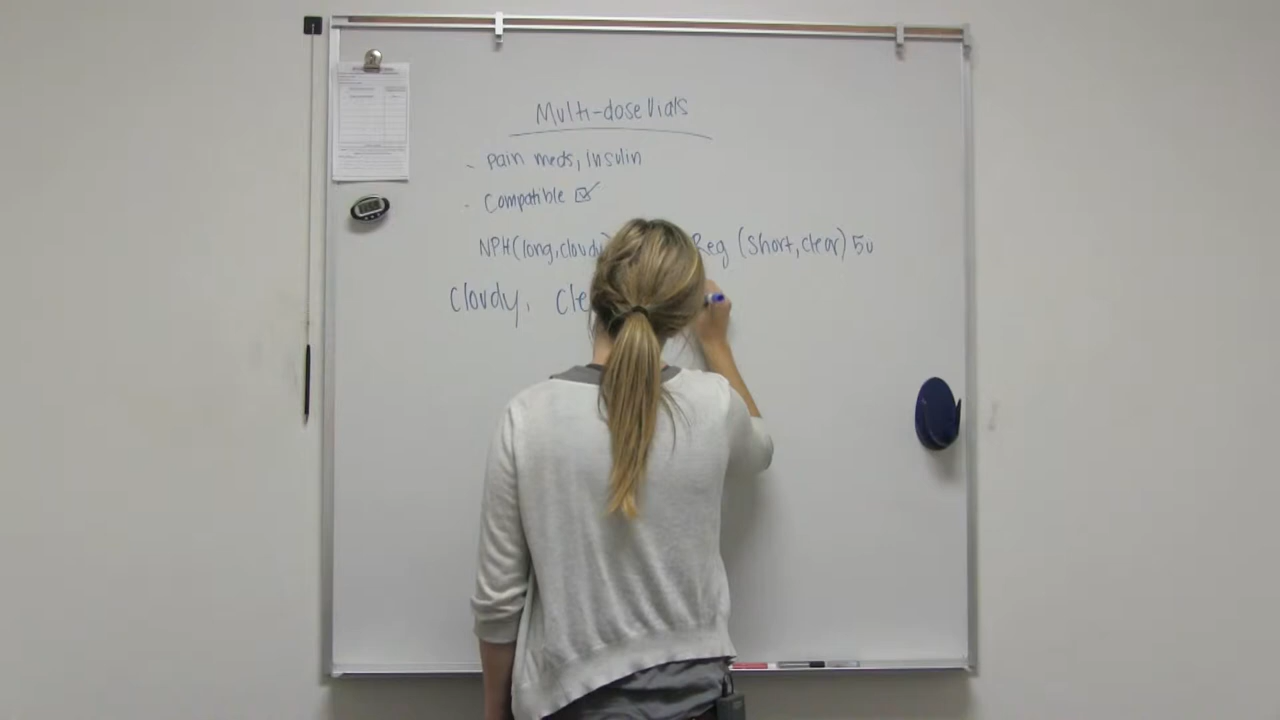 Multi-dose Vials
- pain meds, insulin
- Compatible ☑
NPH (long, cloudy) Reg (short, clear) 5u
cloudy, cle